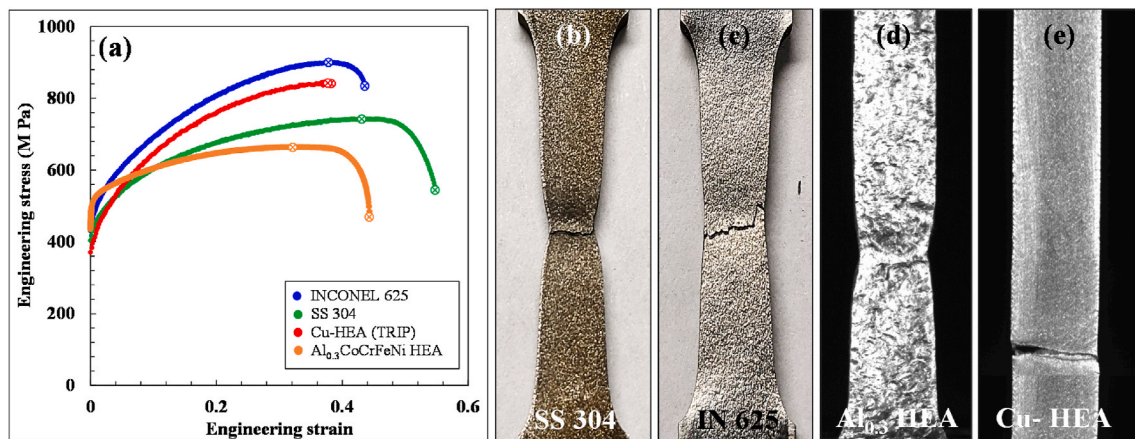 (a)
1000
800
600
400
200
0
Engineering stress (M Pa)
0
0.2
0.4
0.6
Engineering strain
INCONEL 625
SS 304
Cu-HEA (TRIP)
Al0.3CoCrFeNi HEA
(b)
SS 304
(c)
IN 625
(d)
Al0.3 HEA
(e)
Cu- HEA